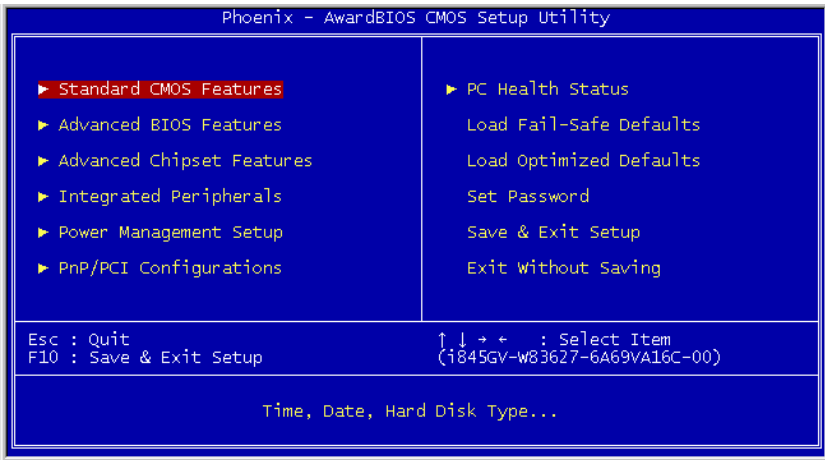 Phoenix - AwardBIOS CMOS Setup Utility
► Standard CMOS Features
► Advanced BIOS Features
► Advanced Chipset Features
► Integrated Peripherals
► Power Management Setup
► PnP/PCI Configurations
► PC Health Status
Load Fail-Safe Defaults
Load Optimized Defaults
Set Password
Save & Exit Setup
Exit Without Saving
Esc : Quit
F10 : Save & Exit Setup
↑ ↓ → ← : Select Item
(i845GV-W83627-6A69VA16C-00)
Time, Date, Hard Disk Type...